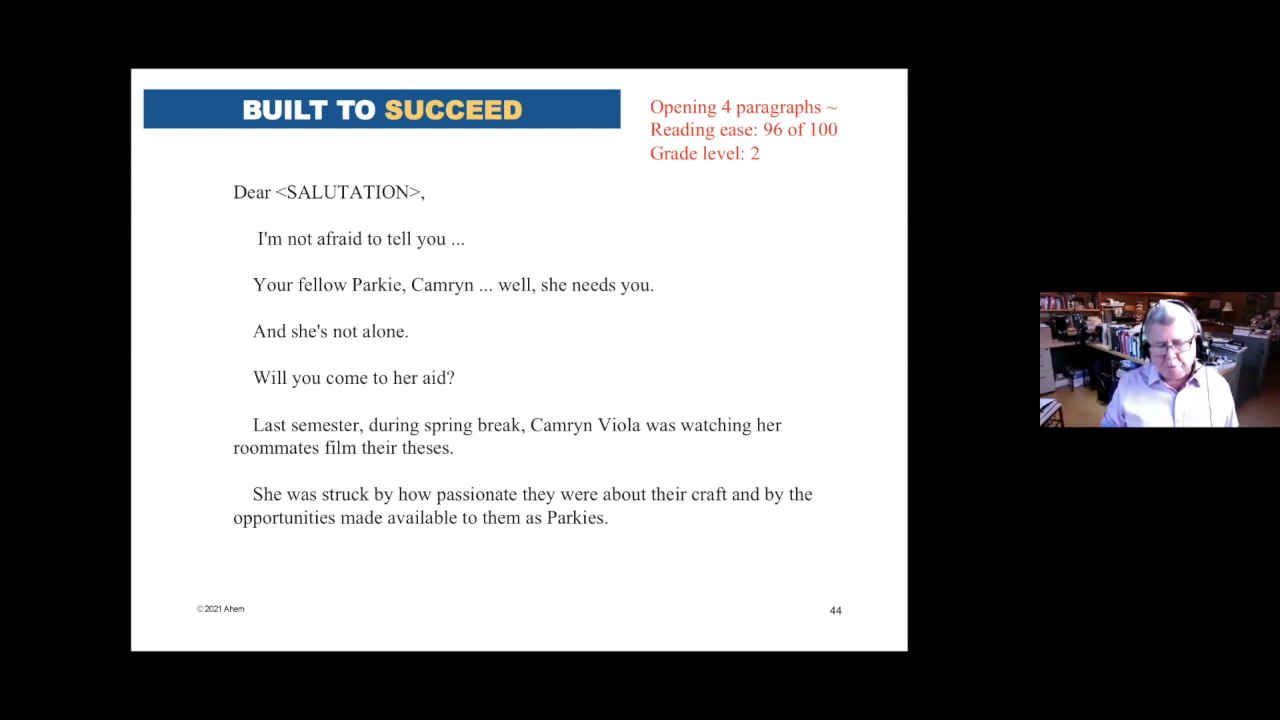 BUILT TO SUCCEED
Opening 4 paragraphs ~
Reading ease: 96 of 100
Grade level: 2
Dear <SALUTATION>,
I'm not afraid to tell you ...
Your fellow Parkie, Camryn ... well, she needs you.
And she's not alone.
Will you come to her aid?
Last semester, during spring break, Camryn Viola was watching her
roommates film their theses.
She was struck by how passionate they were about their craft and by the
opportunities made available to them as Parkies.
© 2021 Ahern
44